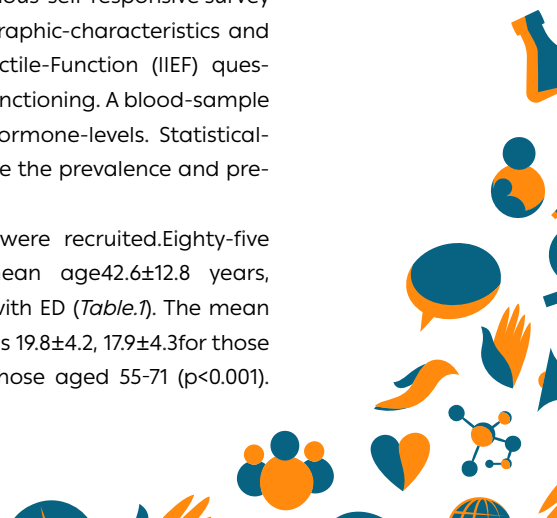 self-responsive survey
raphic-characteristics and
ctile-Function (IIEF) ques-
nctioning. A blood-sample
ormone-levels. Statistical-
e the prevalence and pre-
were recruited.Eighty-five
ean age42.6±12.8 years,
vith ED (Table.1). The mean
s 19.8±4.2, 17.9±4.3for those
hose aged 55-71 (p<0.001).